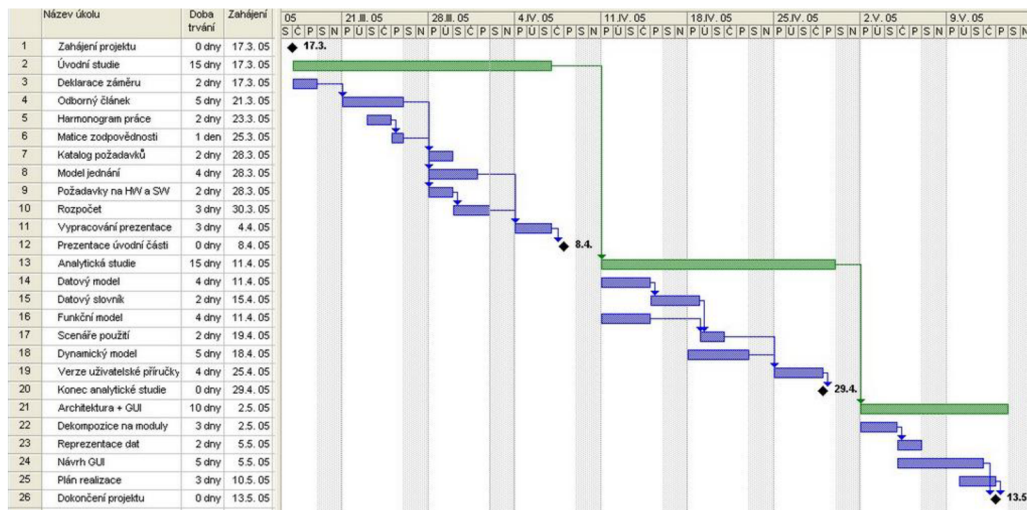 Název úkolu Doba trvání Zahájení 05 21.III. 05 28.III. 05 4.IV. 05 11.IV. 05 18.IV. 05 25.IV. 05 2.V. 05 9.V. 05
S Č P S N P Ú S Č P S N P Ú S Č P S N P Ú S Č P S N P Ú S Č P S N P Ú S Č P S N P Ú S Č P S N P Ú S Č P S N P Ú S Č P S N
1 Zahájení projektu 0 dny 17.3. 05 17.3.
2 Úvodní studie 15 dny 17.3. 05
3 Deklarace záměru 2 dny 17.3. 05
4 Odborný článek 5 dny 21.3. 05
5 Harmonogram práce 2 dny 23.3. 05
6 Matice zodpovědnosti 1 den 25.3. 05
7 Katalog požadavků 2 dny 28.3. 05
8 Model jednání 4 dny 28.3. 05
9 Požadavky na HW a SW 2 dny 28.3. 05
10 Rozpočet 3 dny 30.3. 05
11 Vypracování prezentace 3 dny 4.4. 05
12 Prezentace úvodní části 0 dny 8.4. 05 8.4.
13 Analytická studie 15 dny 11.4. 05
14 Datový model 4 dny 11.4. 05
15 Datový slovník 2 dny 15.4. 05
16 Funkční model 4 dny 11.4. 05
17 Scenáře použití 2 dny 19.4. 05
18 Dynamický model 5 dny 18.4. 05
19 Verze uživatelské příručky 4 dny 25.4. 05
20 Konec analytické studie 0 dny 29.4. 05 29.4.
21 Architektura + GUI 10 dny 2.5. 05
22 Dekompozice na moduly 3 dny 2.5. 05
23 Reprezentace dat 2 dny 5.5. 05
24 Návrh GUI 5 dny 5.5. 05
25 Plán realizace 3 dny 10.5. 05
26 Dokončení projektu 0 dny 13.5. 05 13.5